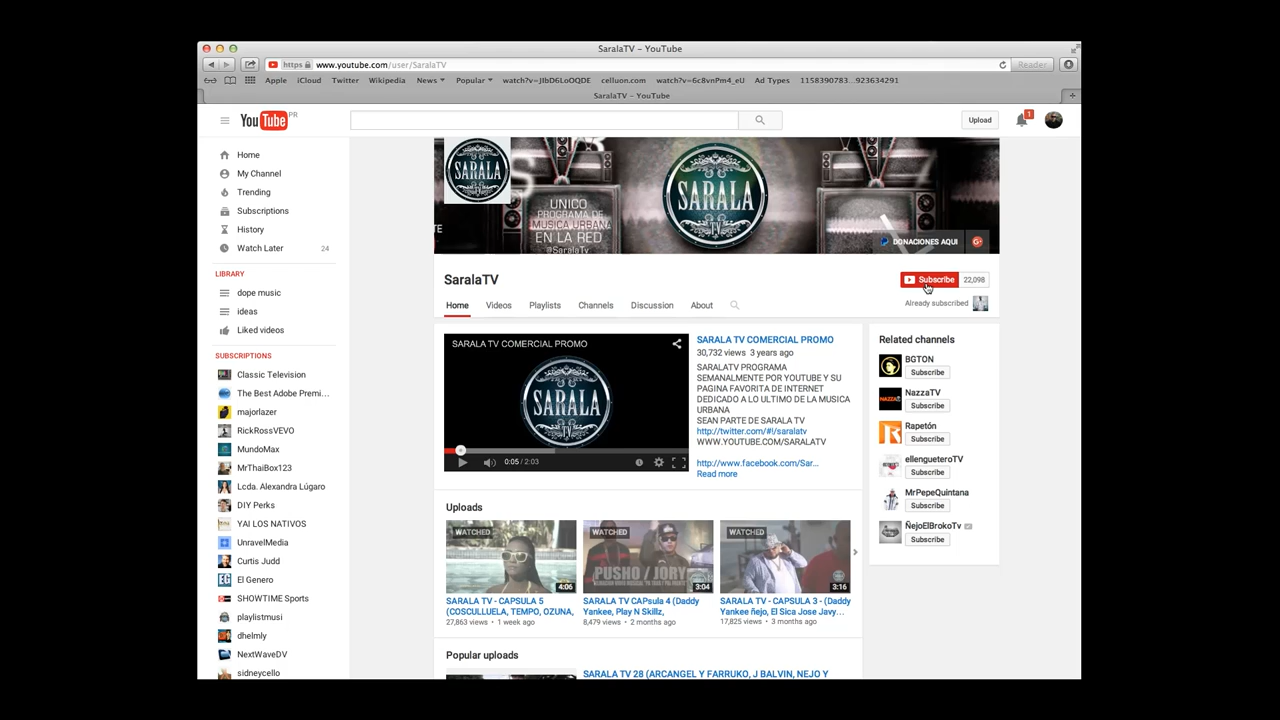 SaralaTV – YouTube
https www.youtube.com/user/SaralaTV
Reader
Apple iCloud Twitter Wikipedia News Popular watch?v=JIbD6LoOQDE celluon.com watch?v=6c8vnPm4_eU Ad Types 1158390783...923634291
SaralaTV – YouTube
YouTube PR
Upload
1
Home
My Channel
Trending
Subscriptions
History
Watch Later 24
LIBRARY
dope music
ideas
Liked videos
SUBSCRIPTIONS
Classic Television
The Best Adobe Premi...
majorlazer
RickRossVEVO
MundoMax
MrThaiBox123
Lcda. Alexandra Lúgaro
DIY Perks
YAI LOS NATIVOS
UnravelMedia
Curtis Judd
El Genero
SHOWTIME Sports
playlistmusi
dhelmly
NextWaveDV
sidneycello
SARALA TV
UNICO
PROGRAMA DE
MUSICA URBANA
EN LA RED
@SaralaTv
SARALA TV
DONACIONES AQUI
SaralaTV
Subscribe 22,098
Already subscribed
Home Videos Playlists Channels Discussion About
SARALA TV COMERCIAL PROMO
SARALA TV
0:05 / 2:03
SARALA TV COMERCIAL PROMO
30,732 views 3 years ago
SARALATV PROGRAMA
SEMANALMENTE POR YOUTUBE Y SU
PAGINA FAVORITA DE INTERNET
DEDICADO A LO ULTIMO DE LA MUSICA
URBANA
SEAN PARTE DE SARALA TV
http://twitter.com/#!/saralatv
WWW.YOUTUBE.COM/SARALATV
http://www.facebook.com/Sar...
Read more
Uploads
WATCHED
4:06
SARALA TV - CAPSULA 5
(COSCULLUELA, TEMPO, OZUNA,
27,863 views • 1 week ago
WATCHED
PUSHO / JORY
3:04
SARALA TV CAPsula 4 (Daddy
Yankee, Play N Skillz,
8,479 views • 2 months ago
WATCHED
3:16
SARALA TV - CAPSULA 3 - (Daddy
Yankee ñejo, El Sica Jose Javy...
17,825 views • 3 months ago
Popular uploads
SARALA TV 28 (ARCANGEL Y FARRUKO, J BALVIN, NEJO Y
Related channels
BGTON
Subscribe
NazzaTV
Subscribe
Rapetón
Subscribe
ellengueteroTV
Subscribe
MrPepeQuintana
Subscribe
ÑejoElBrokoTv
Subscribe